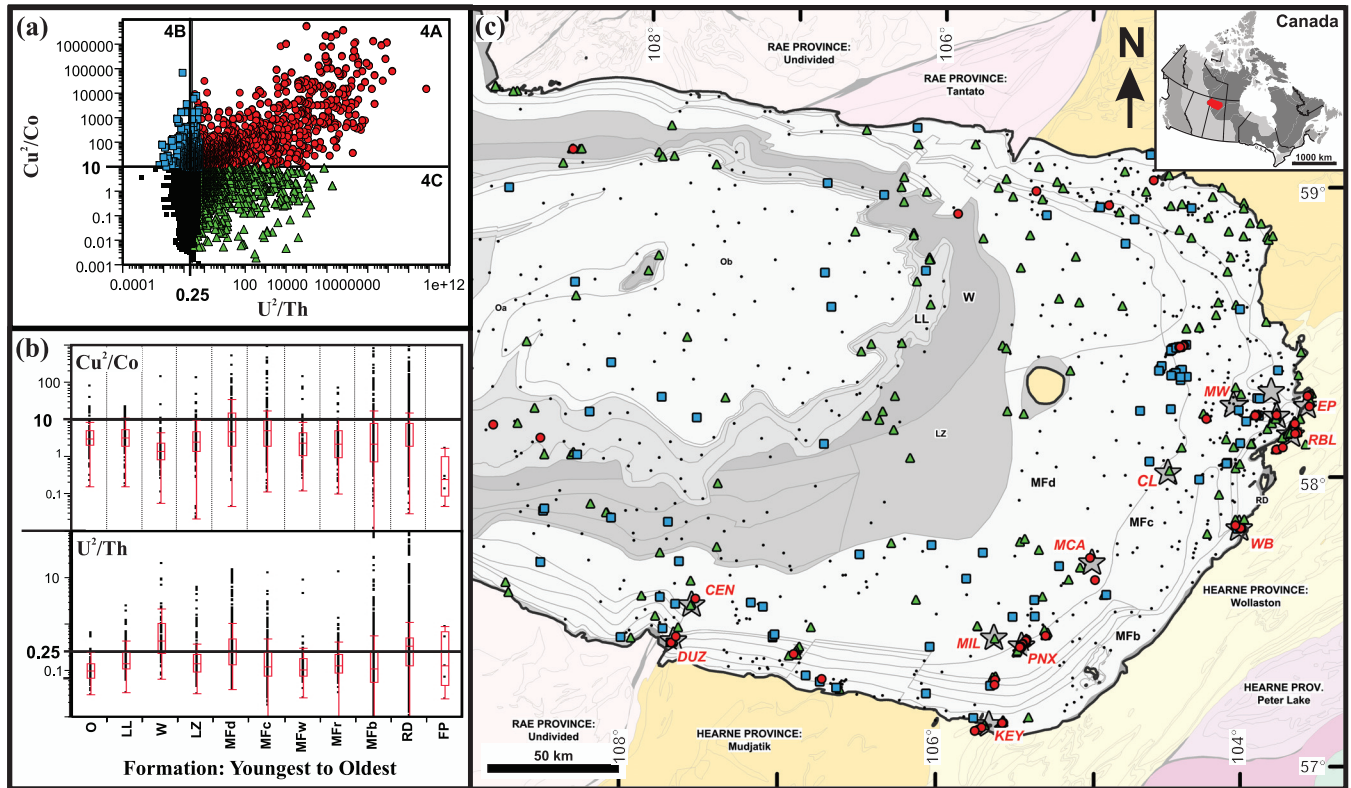 (a)
4B
4A
4C
Cu²/Co
1000000
100000
10000
1000
100
10
1
0.1
0.01
0.001
0.0001
0.25
100
10000
10000000
1e+12
U²/Th
(b)
Cu²/Co
100
10
1
0.1
U²/Th
10
0.25
0.1
O
LL
W
LZ
MFd
MFc
MFw
MFr
MFb
RD
FP
Formation: Youngest to Oldest
(c)
108°
106°
RAE PROVINCE:
Undivided
RAE PROVINCE:
Tantato
N
Canada
1000 km
59°
Ob
Oa
W
LL
LZ
MFd
MFc
MFb
MW
EP
RBL
CL
58°
RD
WB
MCA
CEN
DUZ
MIL
PNX
KEY
HEARNE PROVINCE:
Wollaston
HEARNE PROV.
Peter Lake
RAE PROVINCE:
Undivided
HEARNE PROVINCE:
Mudjatik
50 km
108°
106°
104°
57°